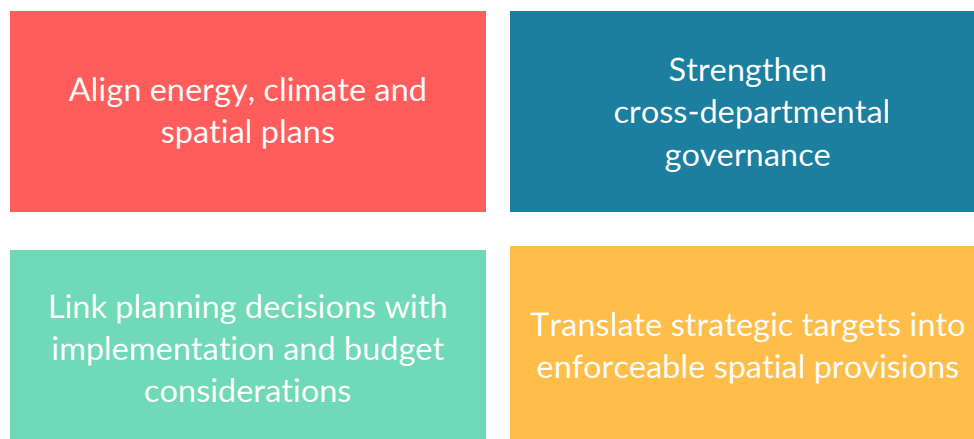 Align energy, climate and
spatial plans
Strengthen
cross-departmental
governance
Link planning decisions with
implementation and budget
considerations
Translate strategic targets into
enforceable spatial provisions